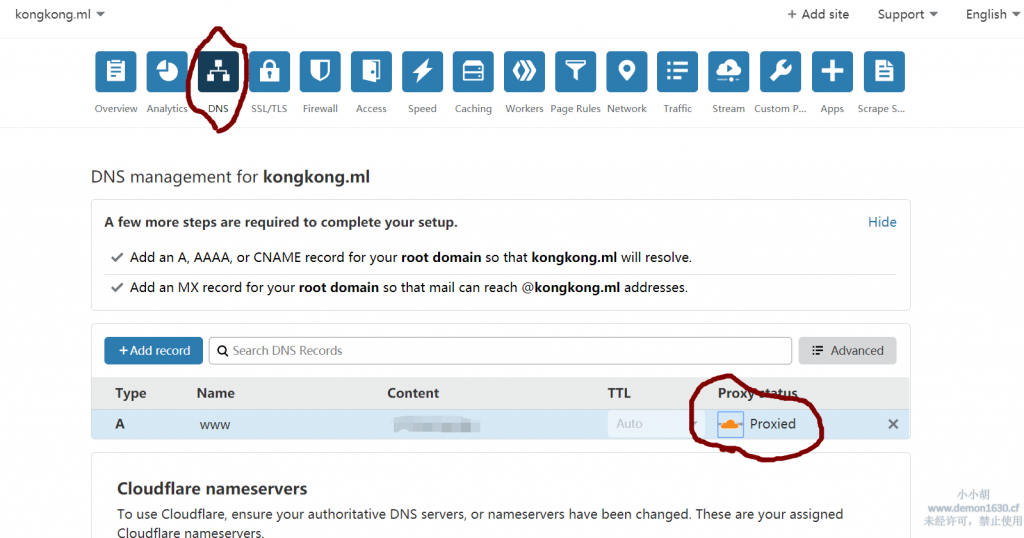 kongkong.ml
+ Add site Support English
Overview Analytics DNS SSL/TLS Firewall Access Speed Caching Workers Page Rules Network Traffic Stream Custom P... Apps Scrape S...
DNS management for kongkong.ml
A few more steps are required to complete your setup.
Hide
Add an A, AAAA, or CNAME record for your root domain so that kongkong.ml will resolve.
Add an MX record for your root domain so that mail can reach @kongkong.ml addresses.
+Add record Search DNS Records Advanced
Type Name Content TTL Proxy status
A www Auto Proxied
Cloudflare nameservers
To use Cloudflare, ensure your authoritative DNS servers, or nameservers have been changed. These are your assigned
Cloudflare nameservers.
小小胡
www.demon1630.cf
未经许可，禁止使用